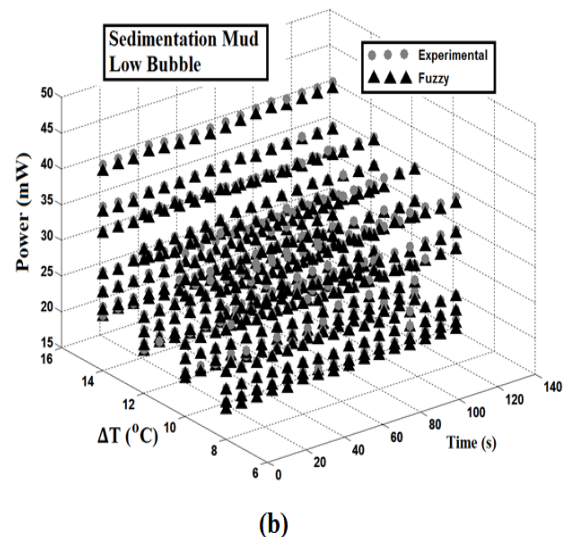 Sedimentation Mud
Low Bubble
Experimental
Fuzzy
50
45
40
35
30
25
20
15
Power (mW)
16
14
12
10
8
6
ΔT (°C)
0
20
40
60
80
100
120
140
Time (s)
(b)